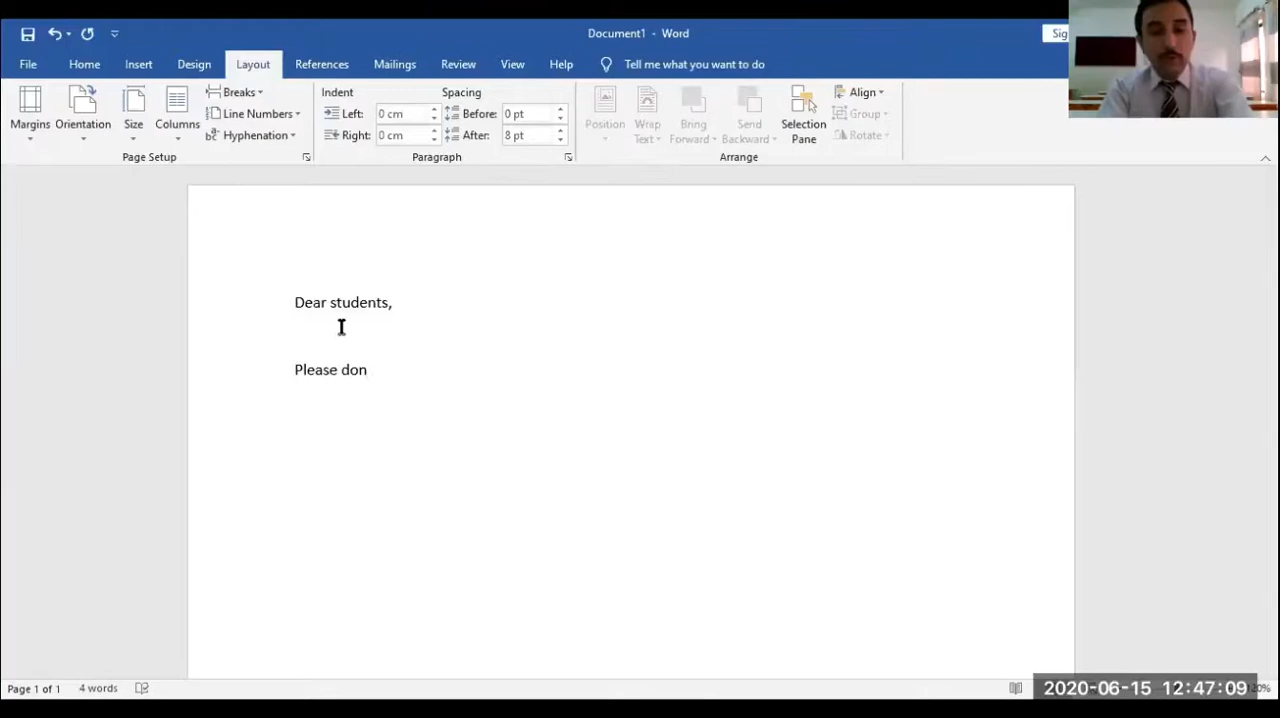 Document1 - Word
Sig
File Home Insert Design Layout References Mailings Review View Help Tell me what you want to do
Margins Orientation Size Columns
Breaks
Line Numbers
Hyphenation
Page Setup
Indent Spacing
Left: 0 cm Before: 0 pt
Right: 0 cm After: 8 pt
Paragraph
Position
Wrap Text
Bring Forward
Send Backward
Selection Pane
Align
Group
Rotate
Arrange
Dear students,
Please don
Page 1 of 1 4 words
2020-06-15 12:47:09
20%